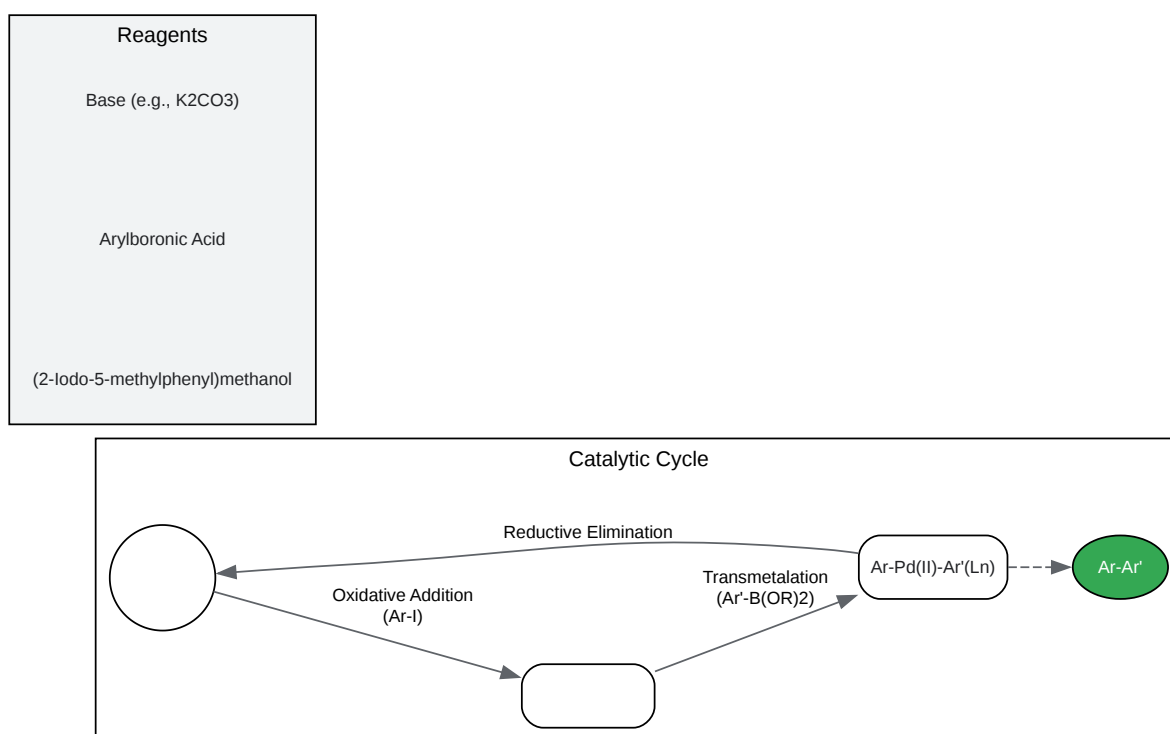 Reagents
Base (e.g., K2CO3)
Arylboronic Acid
(2-Iodo-5-methylphenyl)methanol
Catalytic Cycle
Reductive Elimination
Oxidative Addition
(Ar-I)
Transmetalation
(Ar'-B(OR)2)
Ar-Pd(II)-Ar'(Ln)
Ar-Ar'